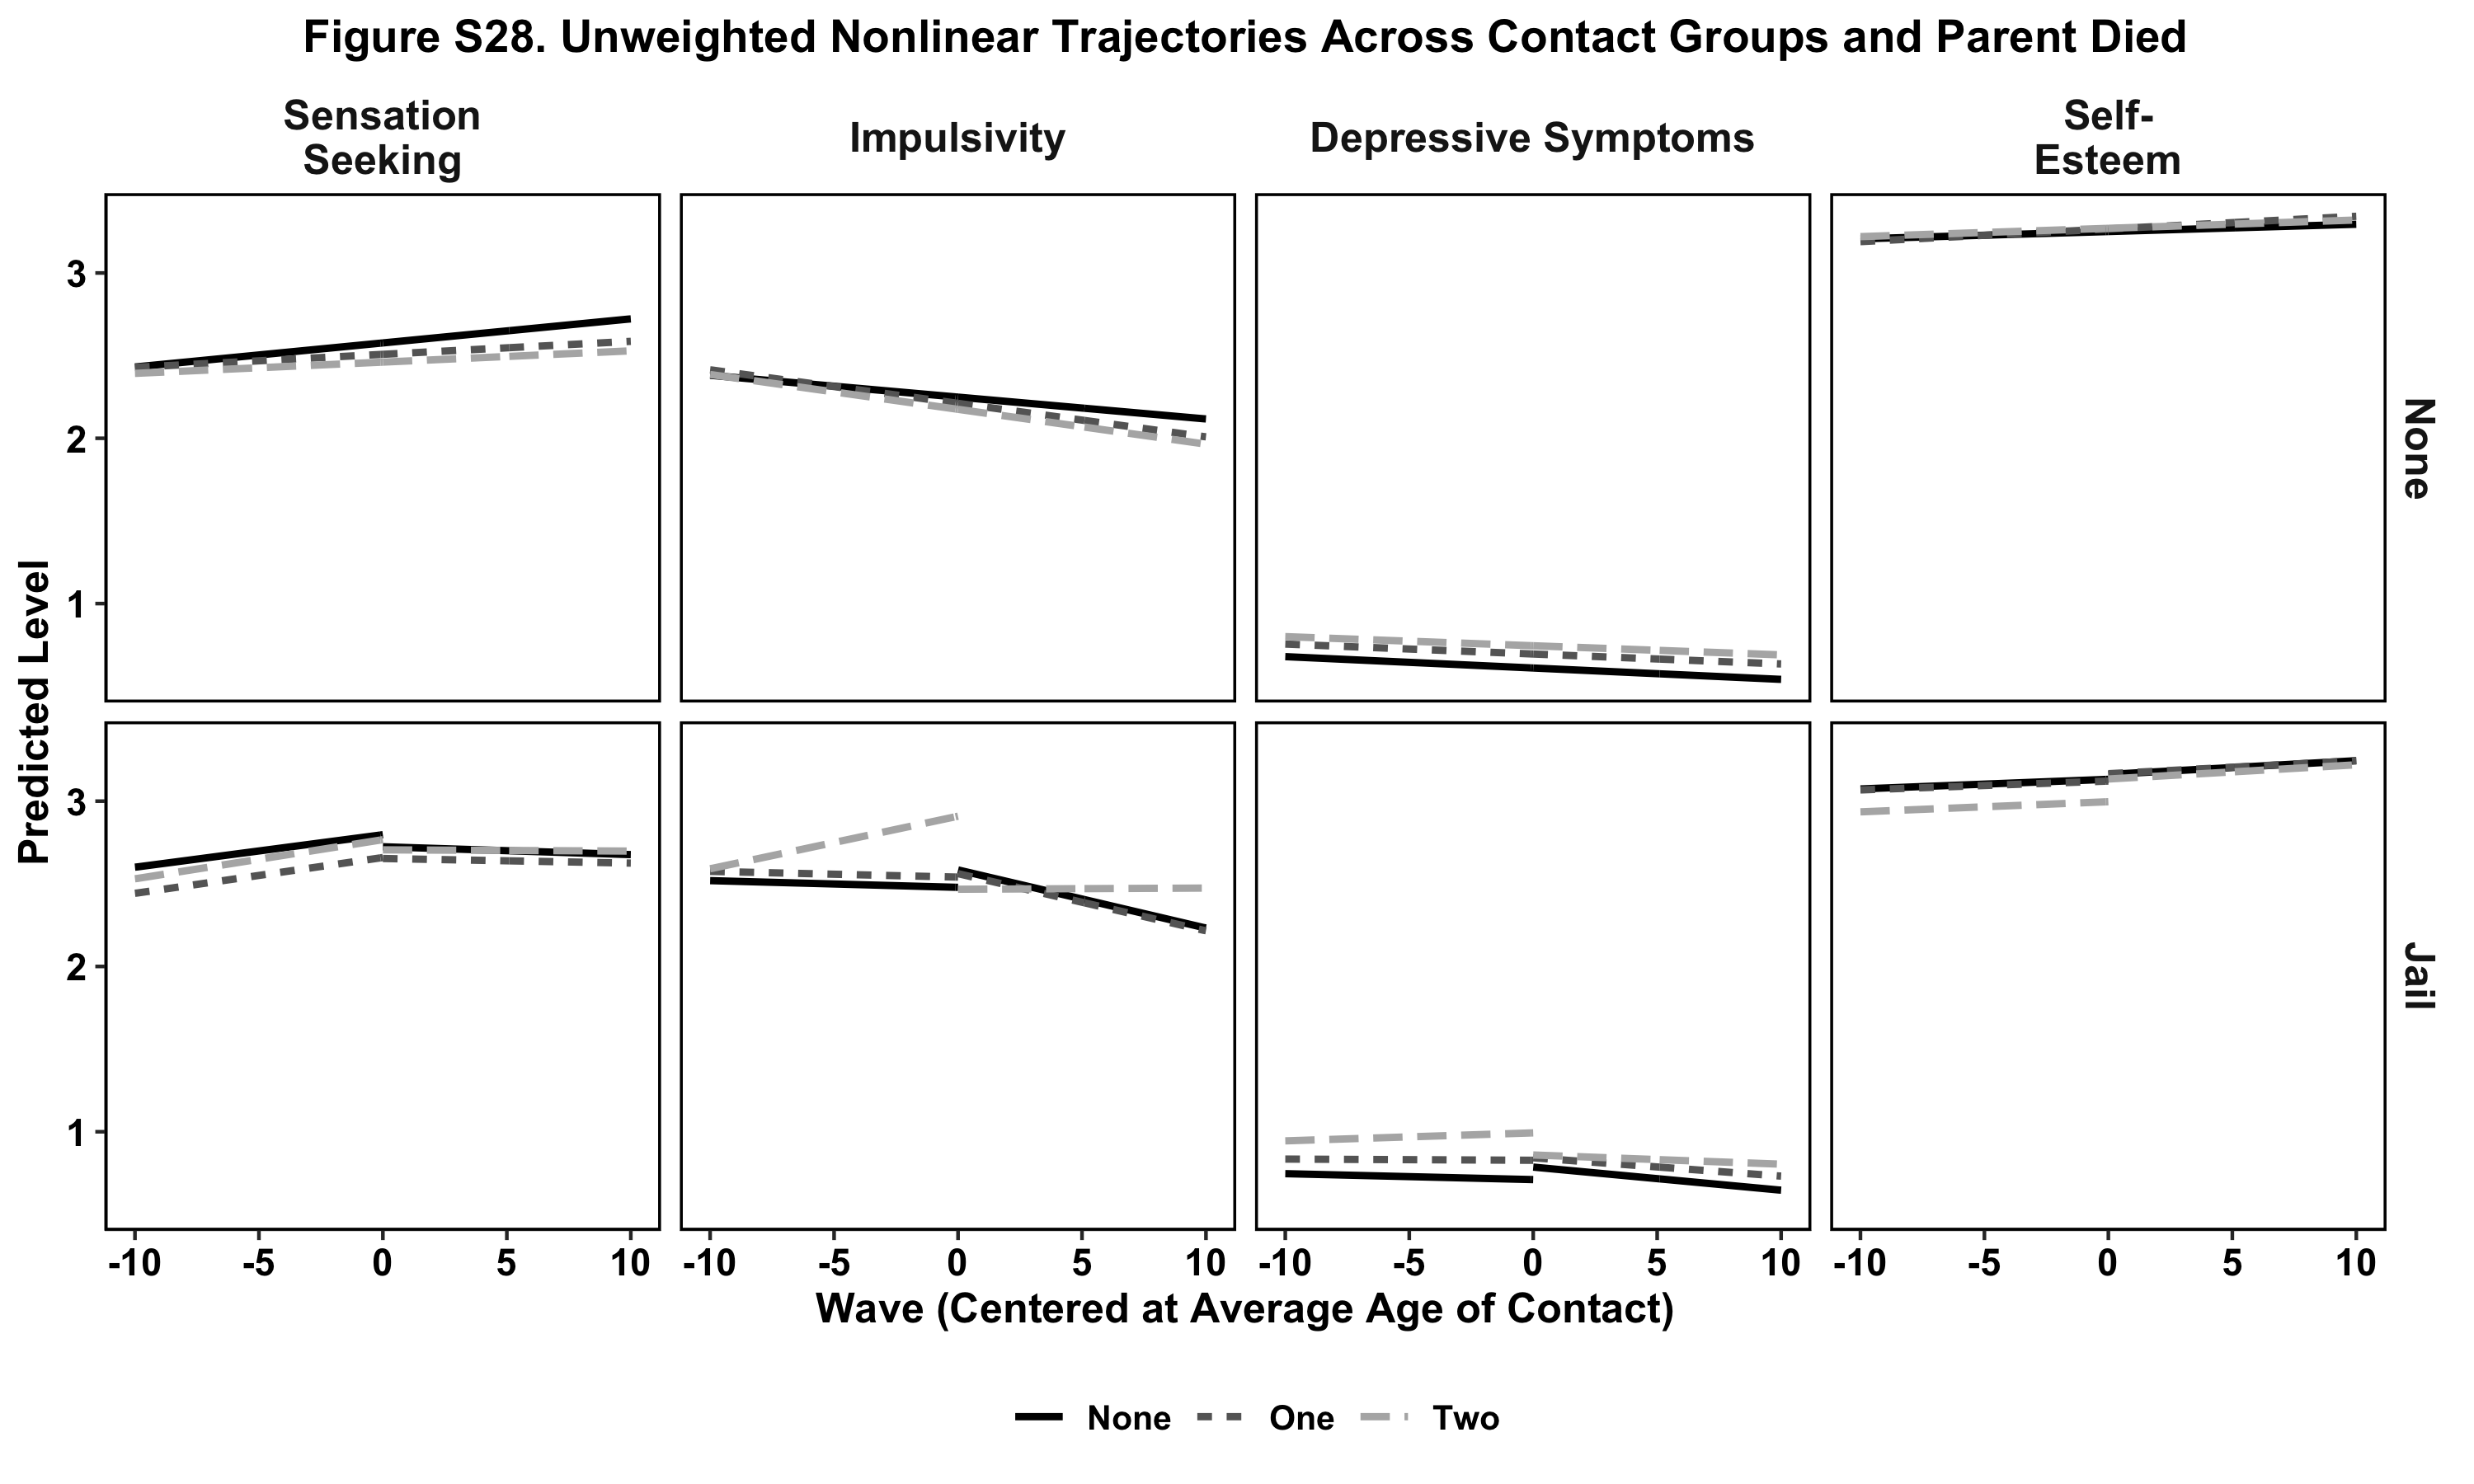 Figure S28. Unweighted Nonlinear Trajectories Across Contact Groups and Parent Died
Sensation
Seeking
Impulsivity
Depressive Symptoms
Self-
Esteem
Predicted Level
3
2
1
None
3
2
1
Jail
-10 -5 0 5 10 -10 -5 0 5 10 -10 -5 0 5 10 -10 -5 0 5 10
Wave (Centered at Average Age of Contact)
None One Two